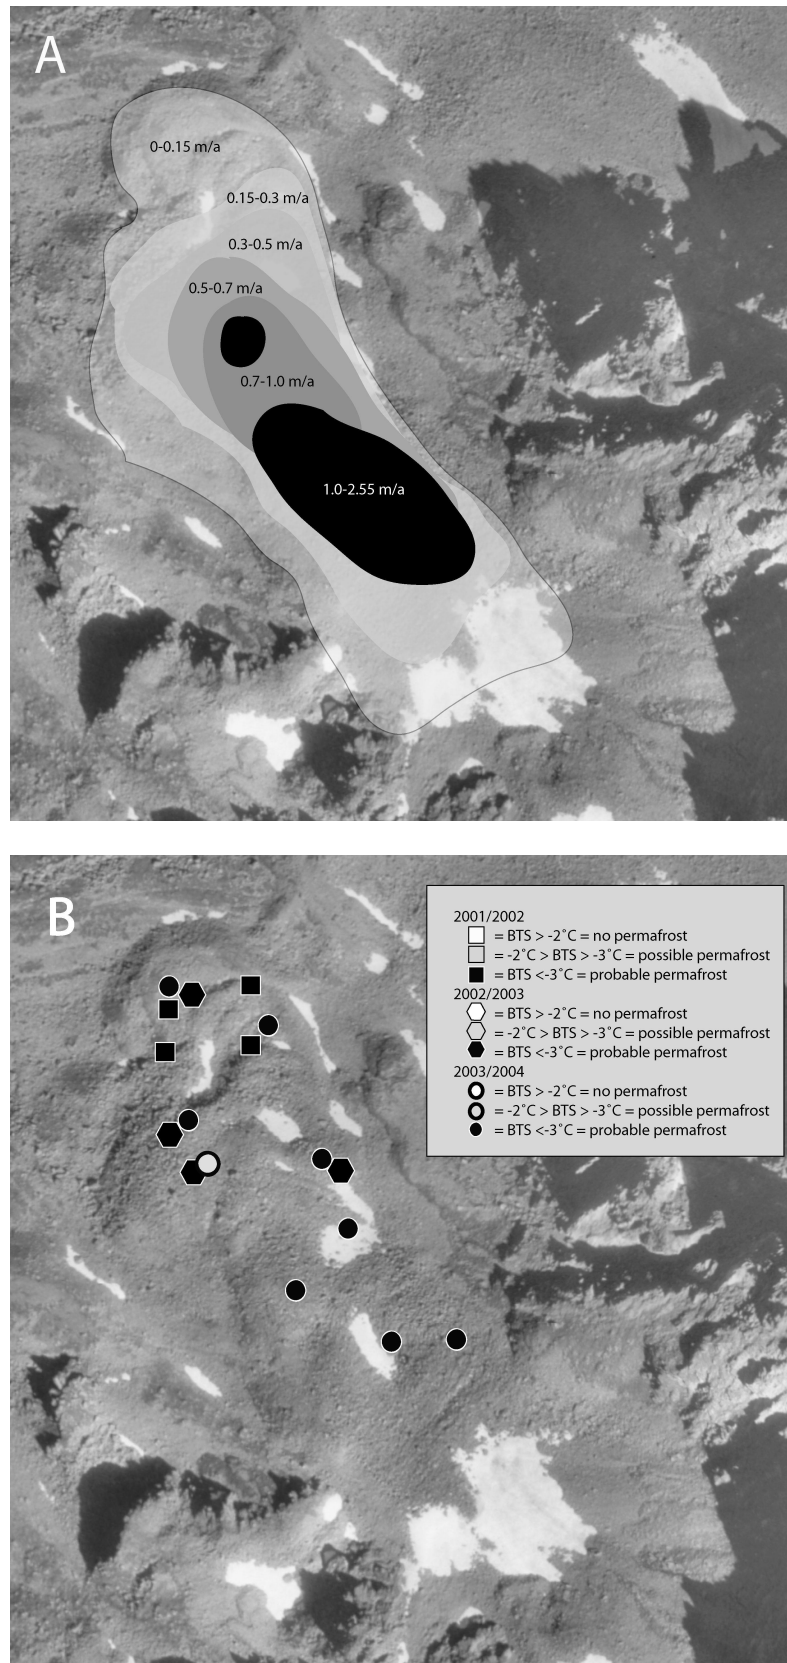 A
0-0.15 m/a
0.15-0.3 m/a
0.3-0.5 m/a
0.5-0.7 m/a
0.7-1.0 m/a
1.0-2.55 m/a
B
2001/2002
= BTS > -2˚C = no permafrost
= -2˚C > BTS > -3˚C = possible permafrost
= BTS <-3˚C = probable permafrost
2002/2003
= BTS > -2˚C = no permafrost
= -2˚C > BTS > -3˚C = possible permafrost
= BTS <-3˚C = probable permafrost
2003/2004
= BTS > -2˚C = no permafrost
= -2˚C > BTS > -3˚C = possible permafrost
= BTS <-3˚C = probable permafrost